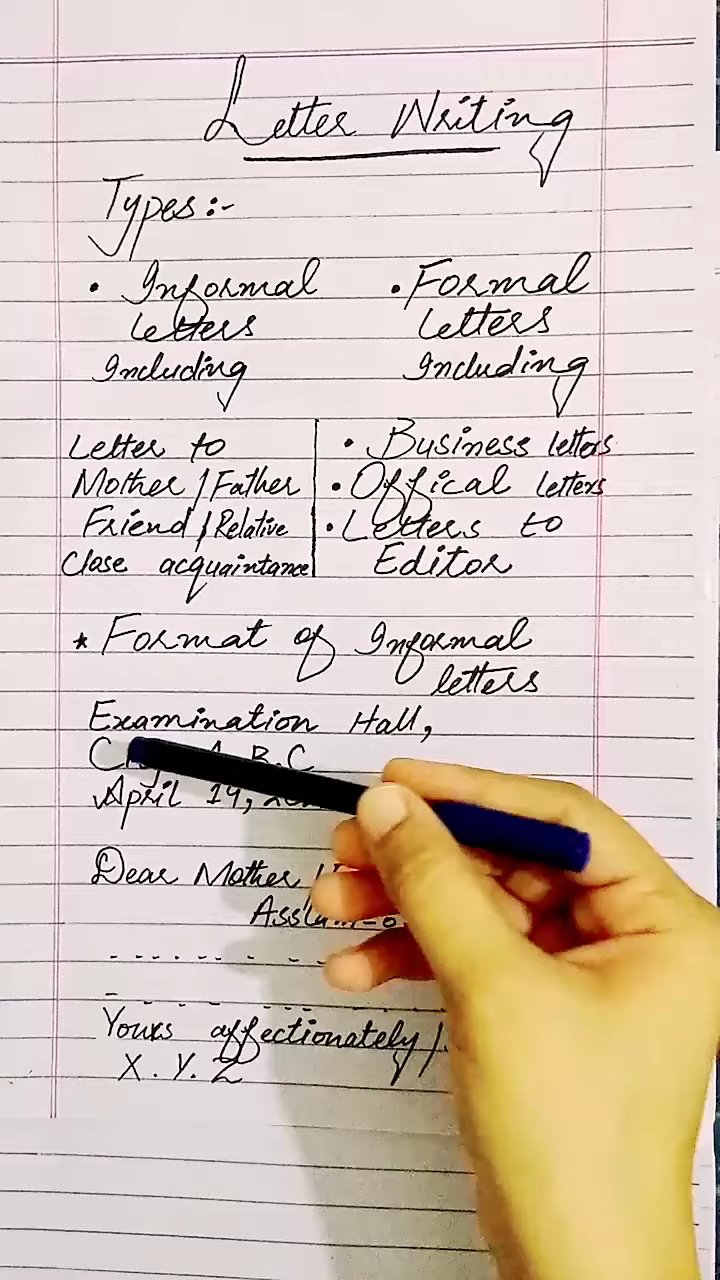 Letter Writing
Types:-
• Informal letters Including
• Formal letters Including
Letter to
Mother / Father
Friend / Relative
Close acquaintance
• Business letters
• Offical letters
• Letters to
Editor
* Format of Informal
letters
Examination Hall,
A.B.C
April 14,
Dear Mother
Yours affectionately
X.Y.Z